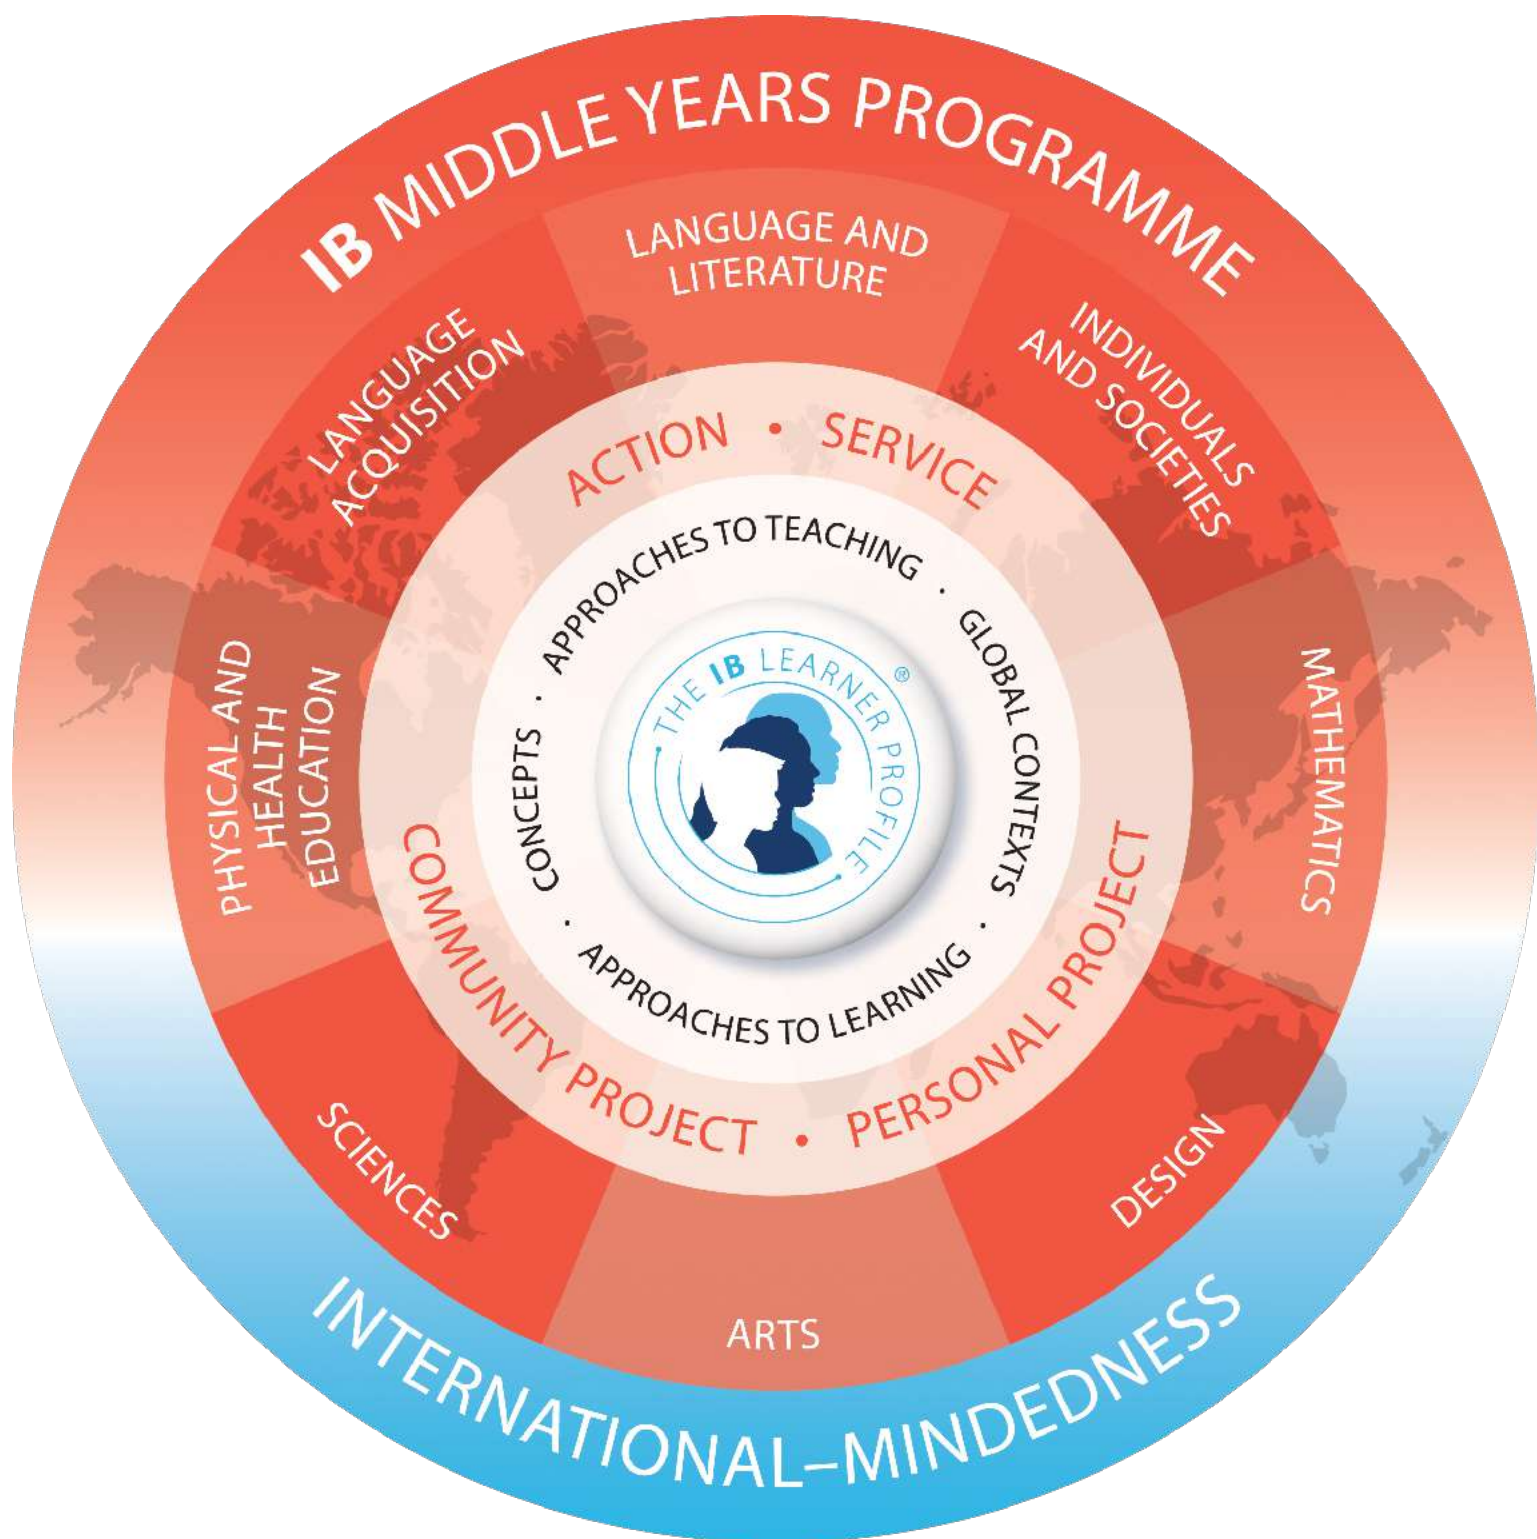 IB MIDDLE YEARS PROGRAMME
LANGUAGE AND
LITERATURE
INDIVIDUALS
AND SOCIETIES
MATHEMATICS
DESIGN
ARTS
SCIENCES
PHYSICAL AND
HEALTH
EDUCATION
LANGUAGE
ACQUISITION
ACTION • SERVICE
COMMUNITY PROJECT • PERSONAL PROJECT
APPROACHES TO TEACHING ·
GLOBAL CONTEXTS ·
APPROACHES TO LEARNING ·
CONCEPTS ·
THE IB LEARNER PROFILE ®
INTERNATIONAL–MINDEDNESS